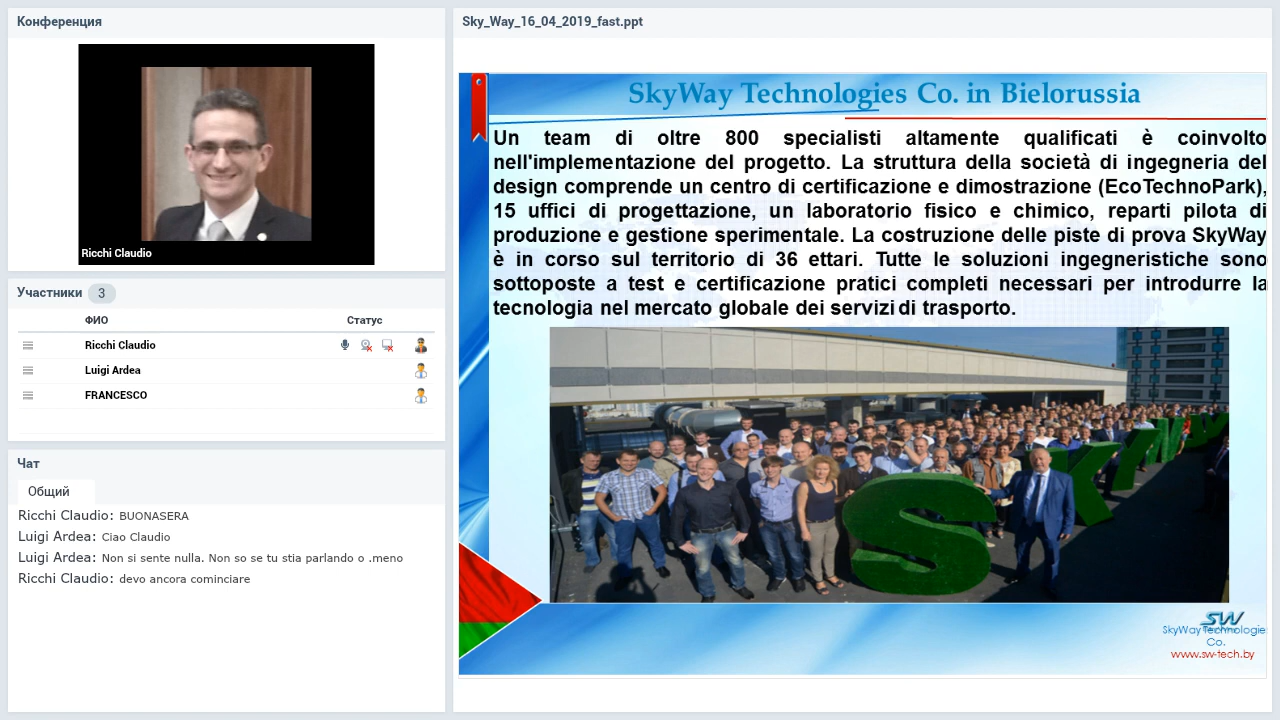 Конференция
Ricchi Claudio
Участники 3
ФИО Статус
Ricchi Claudio
Luigi Ardea
FRANCESCO
Чат
Общий
Ricchi Claudio: BUONASERA
Luigi Ardea: Ciao Claudio
Luigi Ardea: Non si sente nulla. Non so se tu stia parlando o .meno
Ricchi Claudio: devo ancora cominciare
Sky_Way_16_04_2019_fast.ppt
SkyWay Technologies Co. in Bielorussia
Un team di oltre 800 specialisti altamente qualificati è coinvolto
nell'implementazione del progetto. La struttura della società di ingegneria del
design comprende un centro di certificazione e dimostrazione (EcoTechnoPark),
15 uffici di progettazione, un laboratorio fisico e chimico, reparti pilota di
produzione e gestione sperimentale. La costruzione delle piste di prova SkyWay
è in corso sul territorio di 36 ettari. Tutte le soluzioni ingegneristiche sono
sottoposte a test e certificazione pratici completi necessari per introdurre la
tecnologia nel mercato globale dei servizi di trasporto.
S K Y W A Y
SW
SkyWay Technologie
Co.
www.sw-tech.by